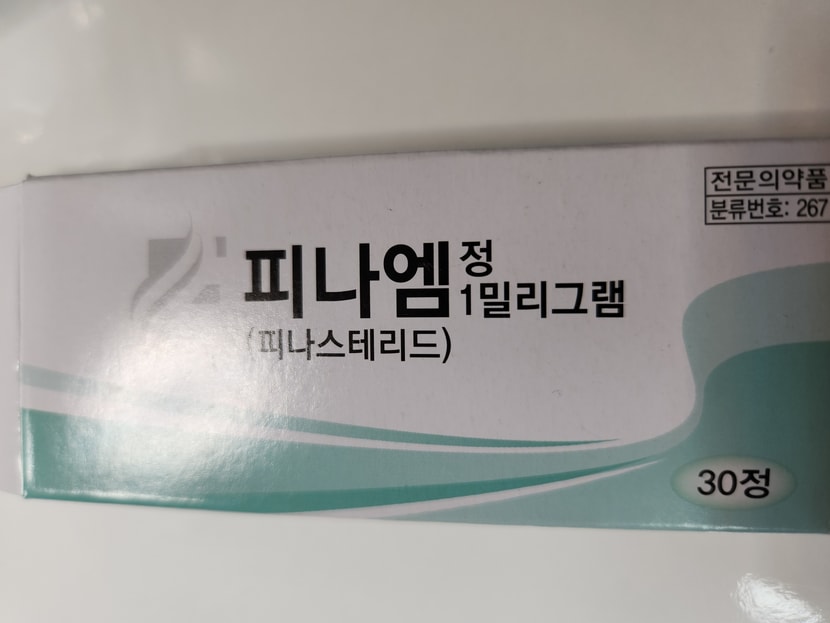 전문의약품
분류번호: 267
피나엠정
1밀리그램
(피나스테리드)
30정